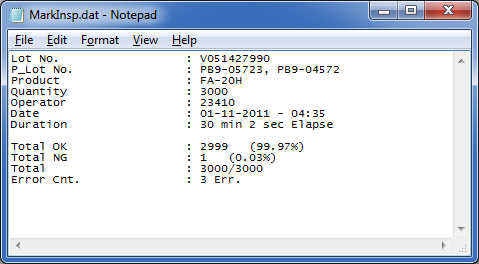 MarkInsp.dat - Notepad
File Edit Format View Help
Lot No. : V051427990
P_Lot No. : PB9-05723, PB9-04572
Product : FA-20H
Quantity : 3000
Operator : 23410
Date : 01-11-2011 - 04:35
Duration : 30 min 2 sec Elapse
Total OK : 2999 (99.97%)
Total NG : 1 (0.03%)
Total : 3000/3000
Error Cnt. : 3 Err.